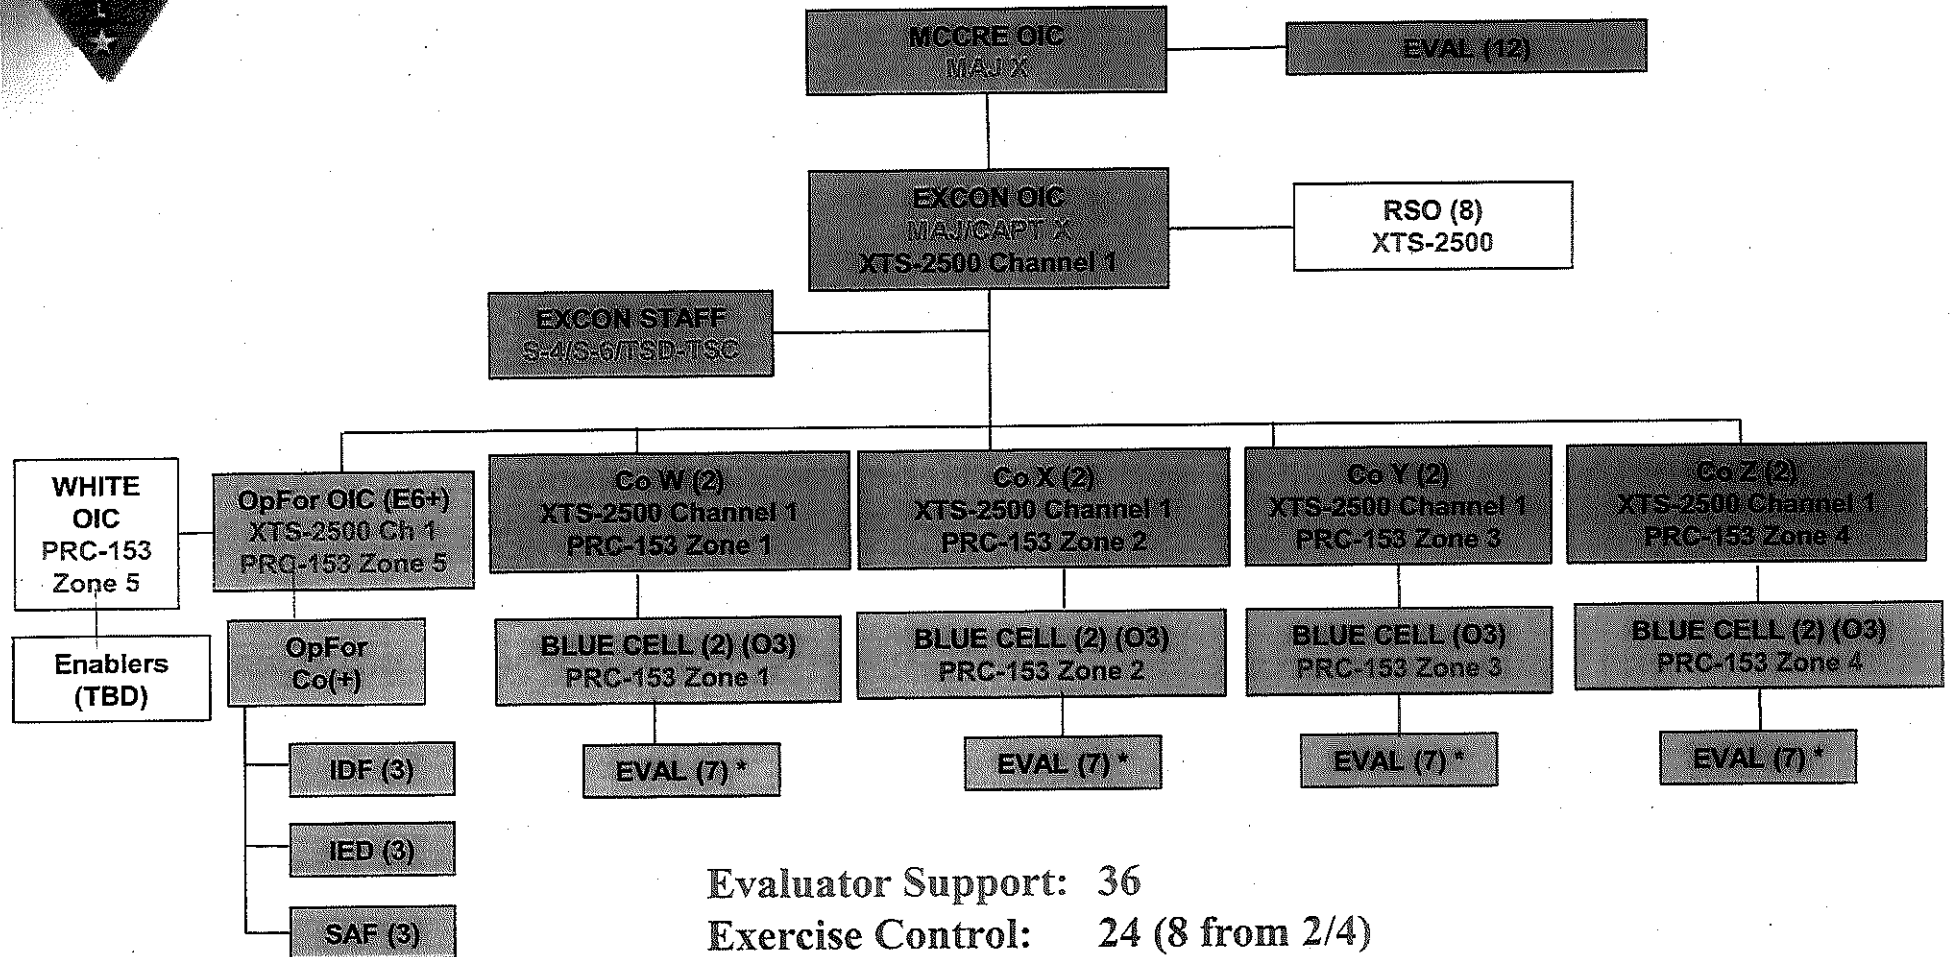 L
MCCRE OIC
MAJ X
EVAL (12)
EXCON OIC
MAJ/CAPT X
XTS-2500 Channel 1
RSO (8)
XTS-2500
EXCON STAFF
S-4/S-6/TSD-TSC
WHITE
OIC
PRC-153
Zone 5
OpFor OIC (E6+)
XTS-2500 Ch 1
PRC-153 Zone 5
Co W (2)
XTS-2500 Channel 1
PRC-153 Zone 1
Co X (2)
XTS-2500 Channel 1
PRC-153 Zone 2
Co Y (2)
XTS-2500 Channel 1
PRC-153 Zone 3
Co Z (2)
XTS-2500 Channel 1
PRC-153 Zone 4
Enablers
(TBD)
OpFor
Co(+)
BLUE CELL (2) (O3)
PRC-153 Zone 1
BLUE CELL (2) (O3)
PRC-153 Zone 2
BLUE CELL (O3)
PRC-153 Zone 3
BLUE CELL (2) (O3)
PRC-153 Zone 4
IDF (3)
EVAL (7) *
EVAL (7) *
EVAL (7) *
EVAL (7) *
IED (3)
SAF (3)
Evaluator Support: 36
Exercise Control: 24 (8 from 2/4)